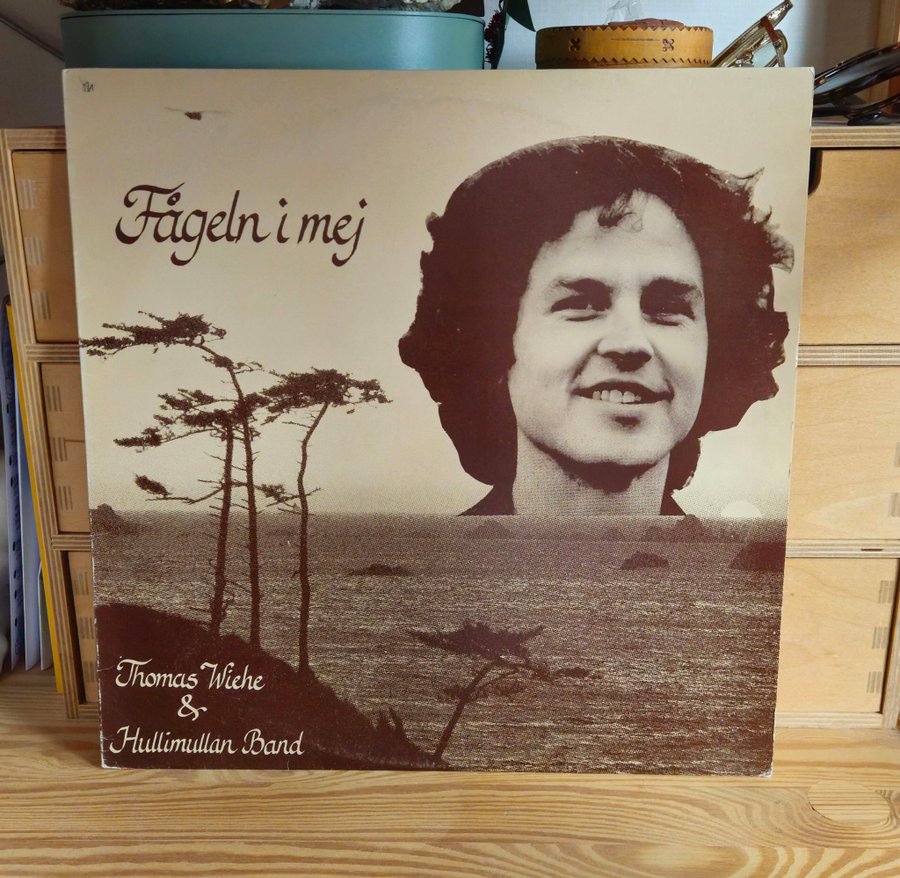 Fågeln i mej
Thomas Wiehe
&
Hullimullan Band